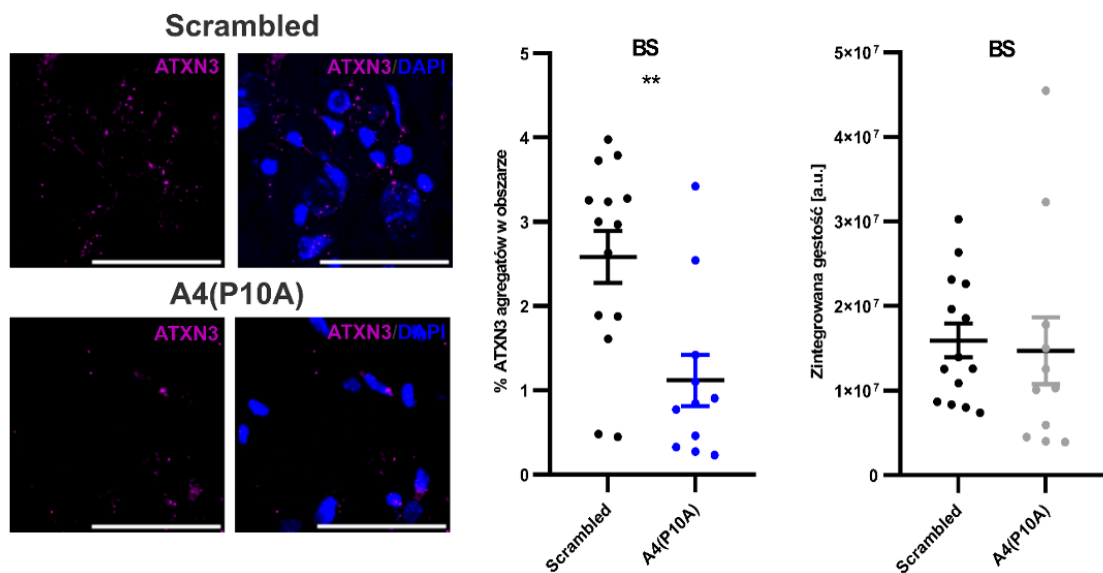 Scrambled
ATXN3
ATXN3/DAPI
A4(P10A)
ATXN3
ATXN3/DAPI
BS
**
% ATXN3 agregatów w obszarze
5
4
3
2
1
0
Scrambled
A4(P10A)
BS
Zintegrowana gęstość [a.u.]
5×10⁷
4×10⁷
3×10⁷
2×10⁷
1×10⁷
0
Scrambled
A4(P10A)